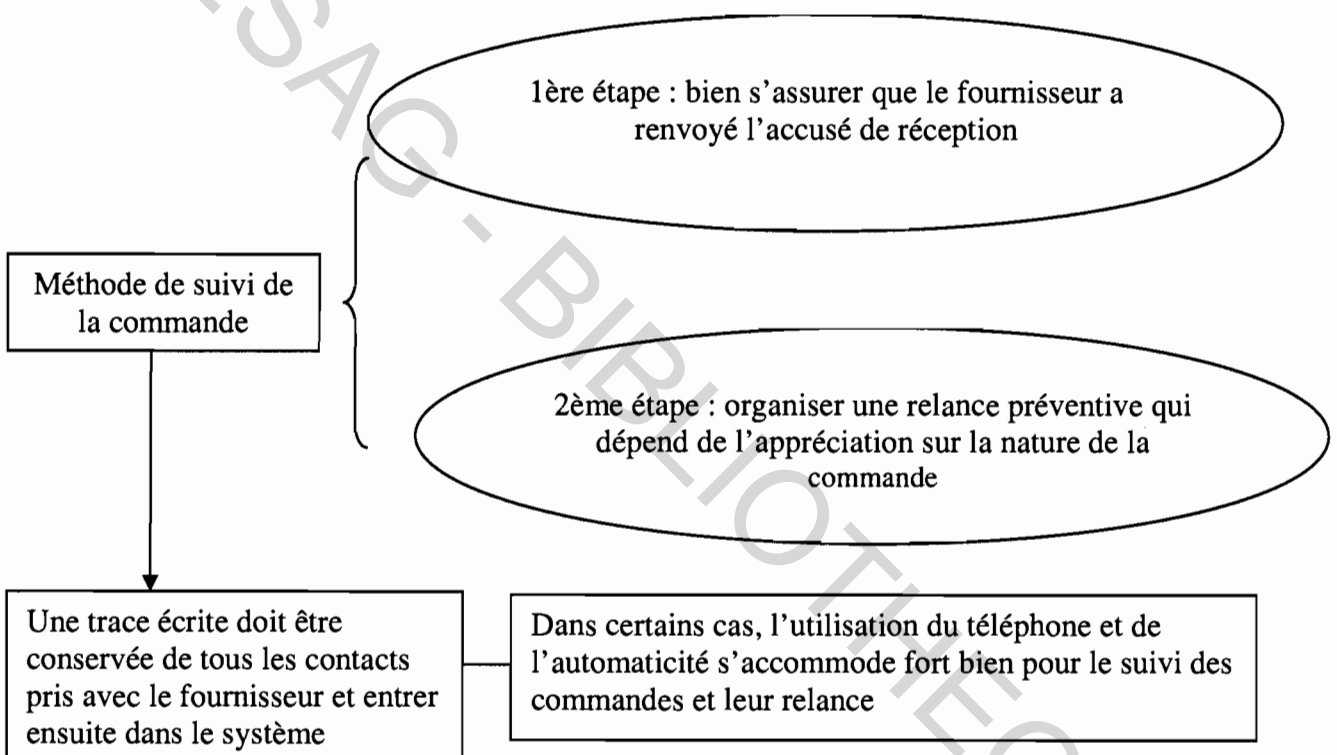 1ère étape : bien s’assurer que le fournisseur a
renvoyé l’accusé de réception
Méthode de suivi de
la commande
2ème étape : organiser une relance préventive qui
dépend de l’appréciation sur la nature de la
commande
Une trace écrite doit être
conservée de tous les contacts
pris avec le fournisseur et entrer
ensuite dans le système
Dans certains cas, l’utilisation du téléphone et de
l’automaticité s’accommode fort bien pour le suivi des
commandes et leur relance
SAG - BIBLIOTHE